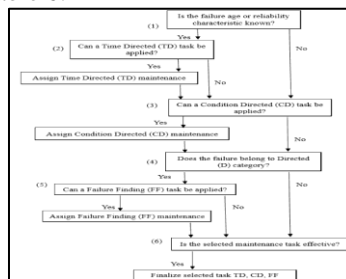 (1)
Is the failure age or reliability
characteristic known?
Yes
No
(2)
Can a Time Directed (TD) task be
applied?
Yes
No
Assign Time Directed (TD) maintenance
(3)
Can a Condition Directed (CD) task be
applied?
Yes
No
Assign Condition Directed (CD) maintenance
(4)
Does the failure belong to Directed
(D) category?
Yes
No
(5)
Can a Failure Finding (FF) task be applied?
Yes
No
Assign Failure Finding (FF) maintenance
(6)
Is the selected maintenance task effective?
Yes
No
Finalize selected task TD, CD, FF